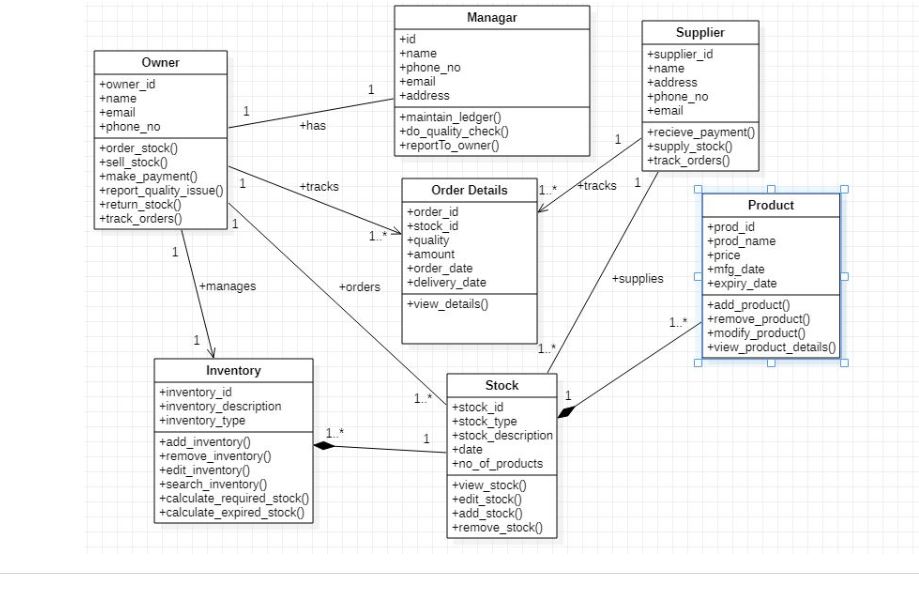 Managar
+id
+name
+phone_no
+email
+address
+maintain_ledger()
+do_quality_check()
+reportTo_owner()
Supplier
+supplier_id
+name
+address
+phone_no
+email
+recieve_payment()
+supply_stock()
+track_orders()
Owner
+owner_id
+name
+email
+phone_no
+order_stock()
+sell_stock()
+make_payment()
+report_quality_issue()
+return_stock()
+track_orders()
1
1
+has
1
+tracks
1..*
1
+tracks
1..*
1
+supplies
1..*
1
+orders
1..*
1
+manages
1
Order Details
+order_id
+stock_id
+quality
+amount
+order_date
+delivery_date
+view_details()
Product
+prod_id
+prod_name
+price
+mfg_date
+expiry_date
+add_product()
+remove_product()
+modify_product()
+view_product_details()
1..*
1
Inventory
+inventory_id
+inventory_description
+inventory_type
+add_inventory()
+remove_inventory()
+edit_inventory()
+search_inventory()
+calculate_required_stock()
+calculate_expired_stock()
1..*
1
Stock
+stock_id
+stock_type
+stock_description
+date
+no_of_products
+view_stock()
+edit_stock()
+add_stock()
+remove_stock()